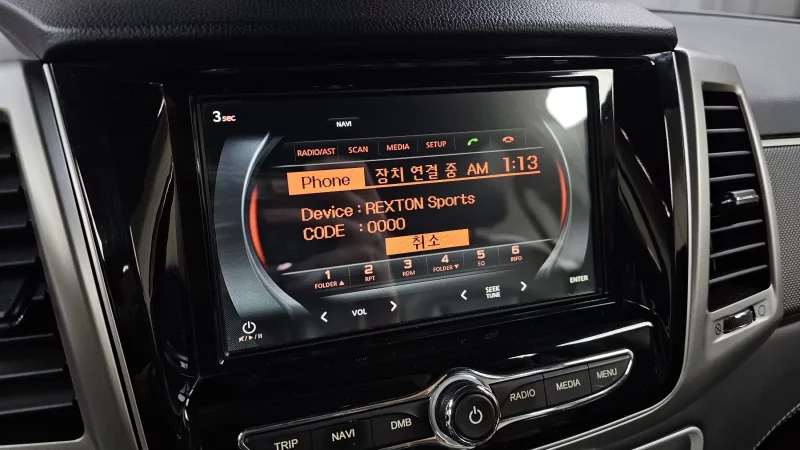 3 SEC
NAVI
RADIO/AST SCAN MEDIA SETUP
Phone 장치 연결 중 AM 1:13
Device : REXTON Sports
CODE : 0000
취소
1 2 3 4 5 6
FOLDER ▲ RPT RDM FOLDER ▼ EQ INFO
< VOL > < SEEK TUNE > ENTER
TRIP NAVI DMB RADIO MEDIA MENU